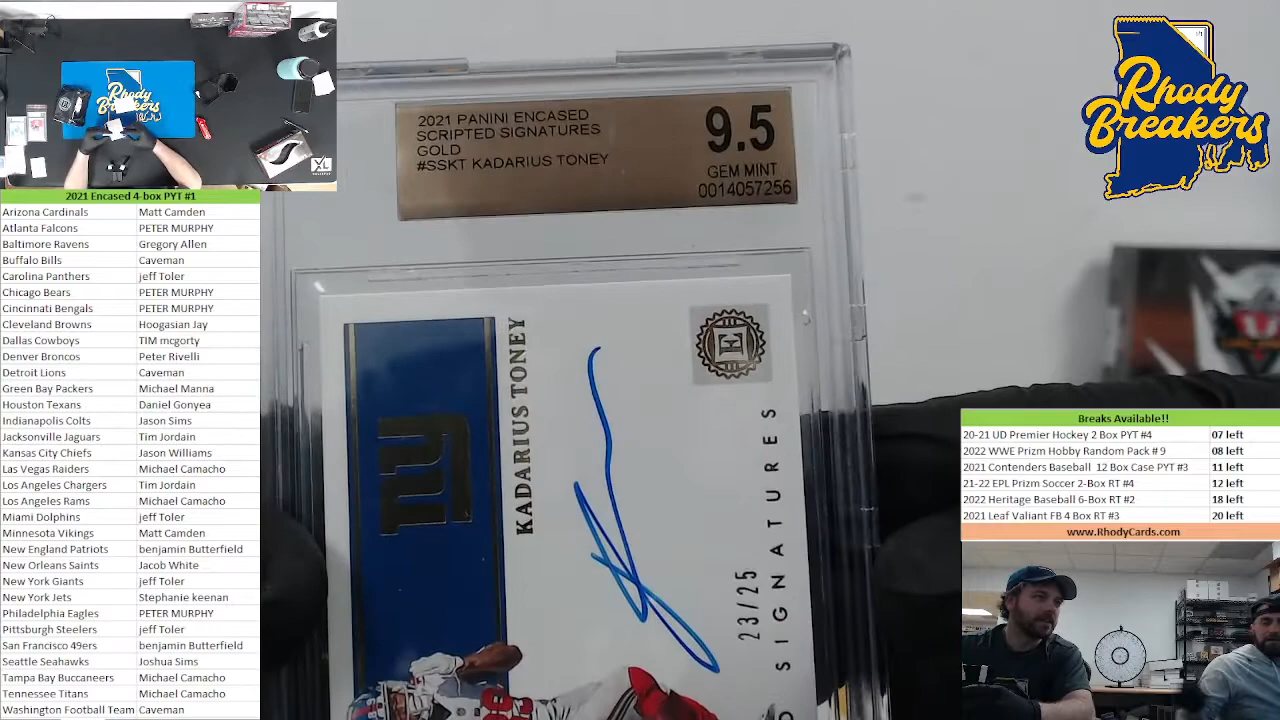 2021 PANINI ENCASED
SCRIPTED SIGNATURES
GOLD
#SSKT KADARIUS TONEY
9.5
GEM MINT
0014057256
ny
KADARIUS TONEY
23/25
SIGNATURES
Rhody
Breakers
Rhody
Breakers
2021 Encased 4-box PYT #1
Arizona Cardinals Matt Camden
Atlanta Falcons PETER MURPHY
Baltimore Ravens Gregory Allen
Buffalo Bills Caveman
Carolina Panthers jeff Toler
Chicago Bears PETER MURPHY
Cincinnati Bengals PETER MURPHY
Cleveland Browns Hoogasian Jay
Dallas Cowboys TIM mcgorty
Denver Broncos Peter Rivelli
Detroit Lions Caveman
Green Bay Packers Michael Manna
Houston Texans Daniel Gonyea
Indianapolis Colts Jason Sims
Jacksonville Jaguars Tim Jordain
Kansas City Chiefs Jason Williams
Las Vegas Raiders Michael Camacho
Los Angeles Chargers Tim Jordain
Los Angeles Rams Michael Camacho
Miami Dolphins jeff Toler
Minnesota Vikings Matt Camden
New England Patriots benjamin Butterfield
New Orleans Saints Jacob White
New York Giants jeff Toler
New York Jets Stephanie keenan
Philadelphia Eagles PETER MURPHY
Pittsburgh Steelers jeff Toler
San Francisco 49ers benjamin Butterfield
Seattle Seahawks Joshua Sims
Tampa Bay Buccaneers Michael Camacho
Tennessee Titans Michael Camacho
Washington Football Team Caveman
Breaks Available!!
20-21 UD Premier Hockey 2 Box PYT #4 07 left
2022 WWE Prizm Hobby Random Pack # 9 08 left
2021 Contenders Baseball 12 Box Case PYT #3 11 left
21-22 EPL Prizm Soccer 2-Box RT #4 12 left
2022 Heritage Baseball 6-Box RT #2 18 left
2021 Leaf Valiant FB 4 Box RT #3 20 left
www.RhodyCards.com